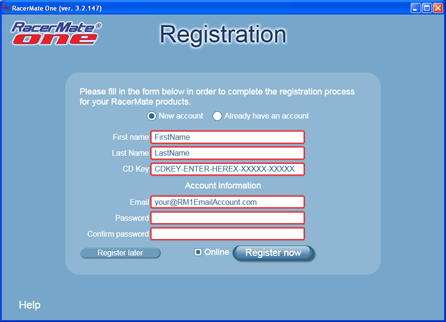 RacerMate One (ver. 3.2.147)
RacerMate®
one
Registration
Please fill in the form below in order to complete the registration process
for your RacerMate products.
New account Already have an account
First name FirstName
Last Name LastName
CD Key CDKEY-ENTER-HEREX-XXXXX-XXXXX
Account information
Email your@RM1EmailAccount.com
Password
Confirm password
Register later Online Register now
Help